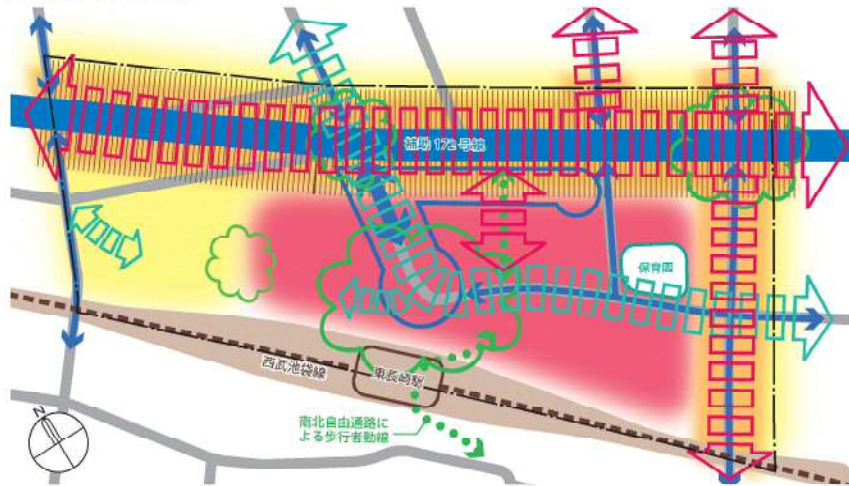 補助172号線
保育園
西武池袋線
東長崎駅
南北自由通路に
よる歩行者動線
N